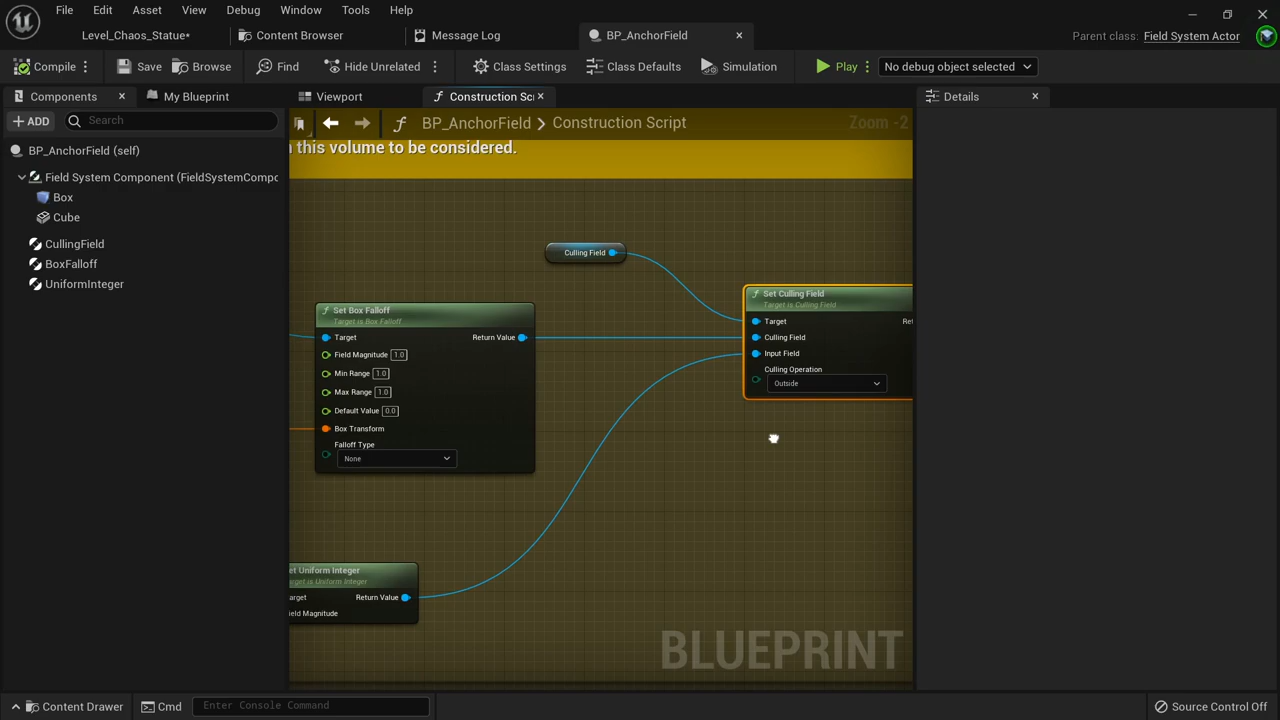 File Edit Asset View Debug Window Tools Help
Level_Chaos_Statue* Content Browser Message Log BP_AnchorField Parent class: Field System Actor
Compile Save Browse Find Hide Unrelated Class Settings Class Defaults Simulation Play No debug object selected
Components My Blueprint Viewport Construction Scr Details
ADD Search BP_AnchorField > Construction Script Zoom -2
BP_AnchorField (self)
Field System Component (FieldSystemCompo
Box
Cube
CullingField
BoxFalloff
UniformInteger
n this volume to be considered.
Culling Field
Set Culling Field
Target is Culling Field
Target Ret
Culling Field
Input Field
Culling Operation
Outside
Set Box Falloff
Target is Box Falloff
Target Return Value
Field Magnitude 1.0
Min Range 1.0
Max Range 1.0
Default Value 0.0
Box Transform
Falloff Type
None
et Uniform Integer
arget is Uniform Integer
arget Return Value
ield Magnitude
BLUEPRINT
Content Drawer Cmd Enter Console Command Source Control Off